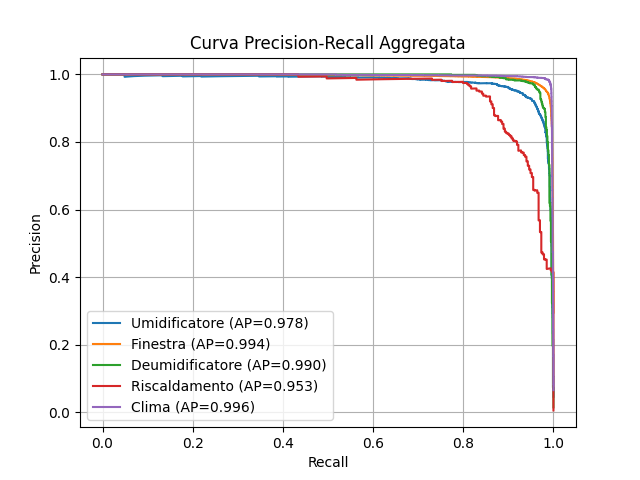 Curva Precision-Recall Aggregata
Precision
1.0
0.8
0.6
0.4
0.2
0.0
Umidificatore (AP=0.978)
Finestra (AP=0.994)
Deumidificatore (AP=0.990)
Riscaldamento (AP=0.953)
Clima (AP=0.996)
0.0 0.2 0.4 0.6 0.8 1.0
Recall